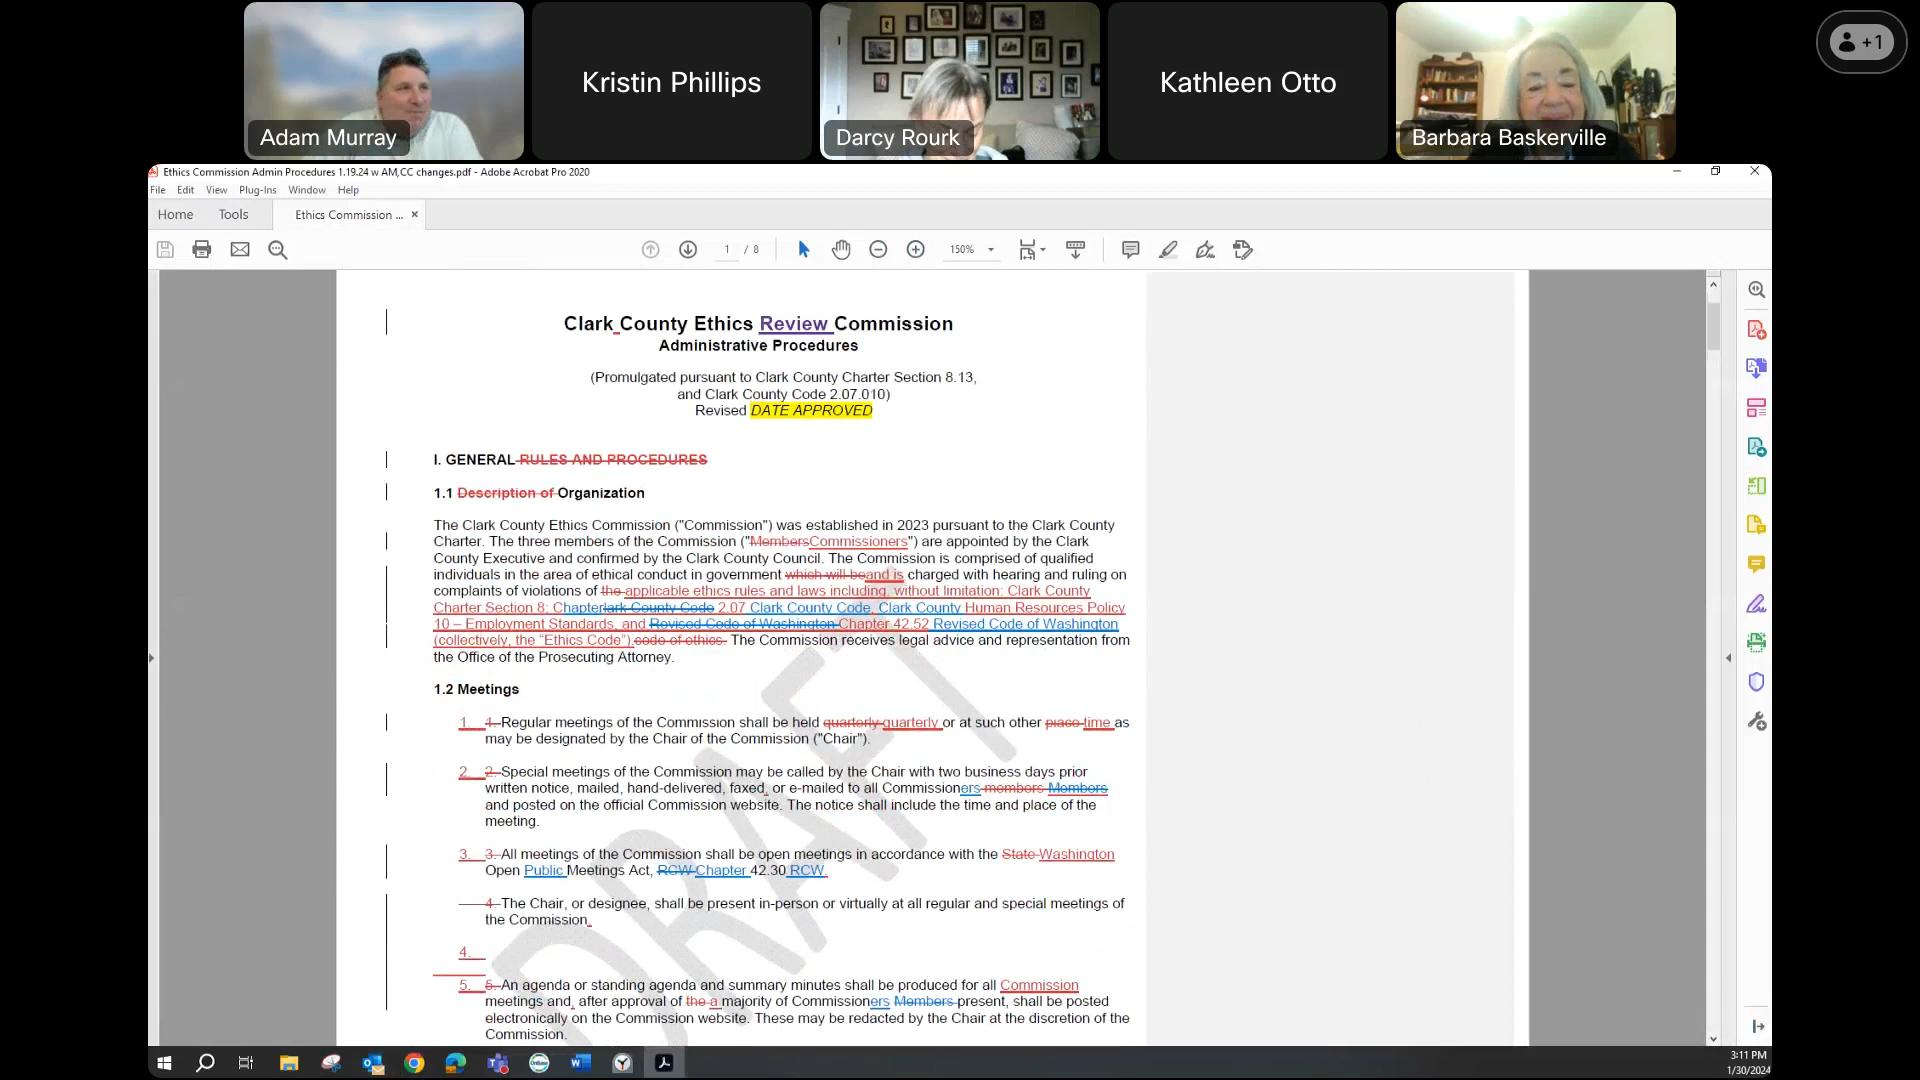 Kristin Phillips
Kathleen Otto
+1
Adam Murray
Darcy Rourk
Barbara Baskerville
Ethics Commission Admin Procedures 1.19.24 w AM,CC changes.pdf - Adobe Acrobat Pro 2020
File Edit View Plug-Ins Window Help
Home Tools Ethics Commission ... ×
1 / 8 150%
Clark County Ethics Review Commission
Administrative Procedures
(Promulgated pursuant to Clark County Charter Section 8.13,
and Clark County Code 2.07.010)
Revised DATE APPROVED
I. GENERAL RULES AND PROCEDURES
1.1 Description of Organization
The Clark County Ethics Commission ("Commission") was established in 2023 pursuant to the Clark County
Charter. The three members of the Commission ("MembersCommissioners") are appointed by the Clark
County Executive and confirmed by the Clark County Council. The Commission is comprised of qualified
individuals in the area of ethical conduct in government which will beand is charged with hearing and ruling on
complaints of violations of the applicable ethics rules and laws including, without limitation: Clark County
Charter Section 8; Chapterlark County Code 2.07 Clark County Code, Clark County Human Resources Policy
10 – Employment Standards, and Revised Code of Washington Chapter 42.52 Revised Code of Washington
(collectively, the “Ethics Code”).code of ethics. The Commission receives legal advice and representation from
the Office of the Prosecuting Attorney.
1.2 Meetings
1. 1. Regular meetings of the Commission shall be held quarterly quarterly or at such other place time as
may be designated by the Chair of the Commission ("Chair").
2. 2. Special meetings of the Commission may be called by the Chair with two business days prior
written notice, mailed, hand-delivered, faxed, or e-mailed to all Commissioners members Members
and posted on the official Commission website. The notice shall include the time and place of the
meeting.
3. 3. All meetings of the Commission shall be open meetings in accordance with the State Washington
Open Public Meetings Act, RCW Chapter 42.30 RCW.
4. The Chair, or designee, shall be present in-person or virtually at all regular and special meetings of
the Commission.
4.
5. 5. An agenda or standing agenda and summary minutes shall be produced for all Commission
meetings and, after approval of the a majority of Commissioners Members present, shall be posted
electronically on the Commission website. These may be redacted by the Chair at the discretion of the
Commission.
DRAFT
3:11 PM
1/30/2024